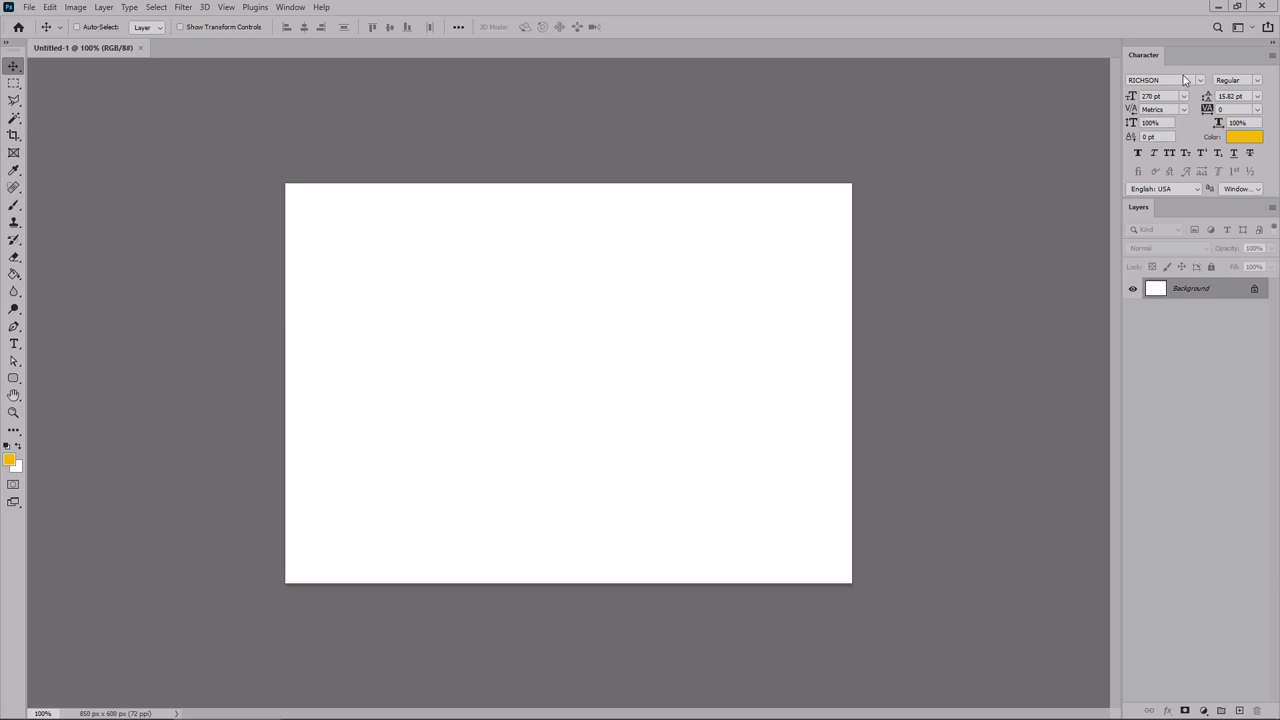 Ps File Edit Image Layer Type Select Filter 3D View Plugins Window Help
Auto-Select: Layer Show Transform Controls 3D Mode:
Untitled-1 @ 100% (RGB/8#)
Character
RICHSON Regular
270 pt 15.82 pt
Metrics 0
100% 100%
0 pt Color:
English: USA Window...
Layers
Kind
Normal Opacity: 100%
Lock: Fill: 100%
Background
100% 850 px x 600 px (72 ppi)